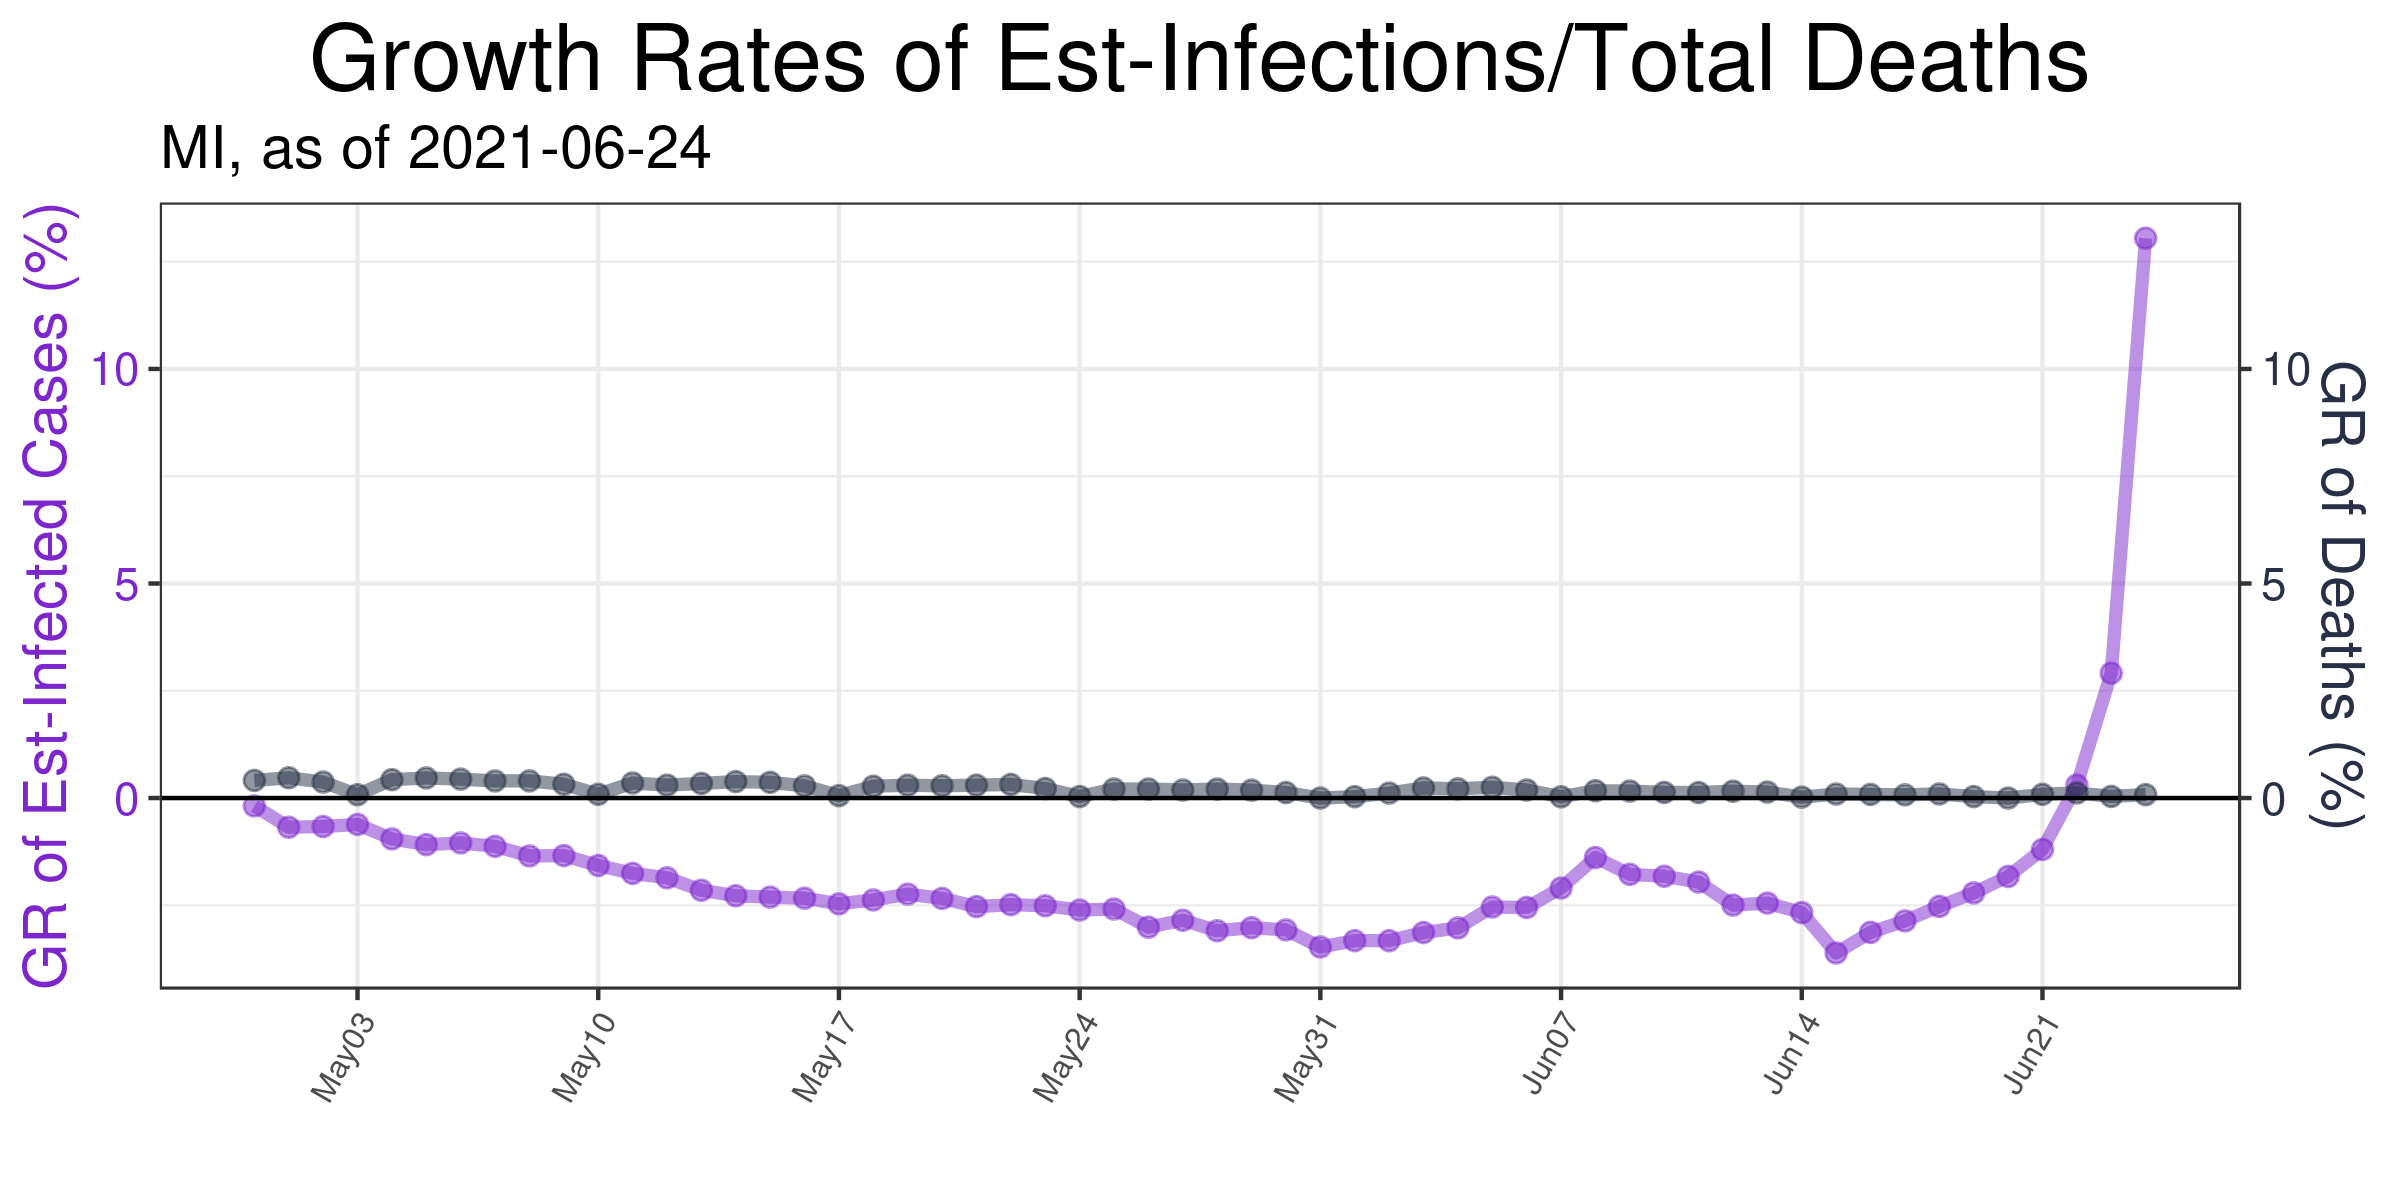 Growth Rates of Est-Infections/Total Deaths
MI, as of 2021-06-24
GR of Est-Infected Cases (%)
10
5
0
10
5
0
GR of Deaths (%)
May03
May10
May17
May24
May31
Jun07
Jun14
Jun21